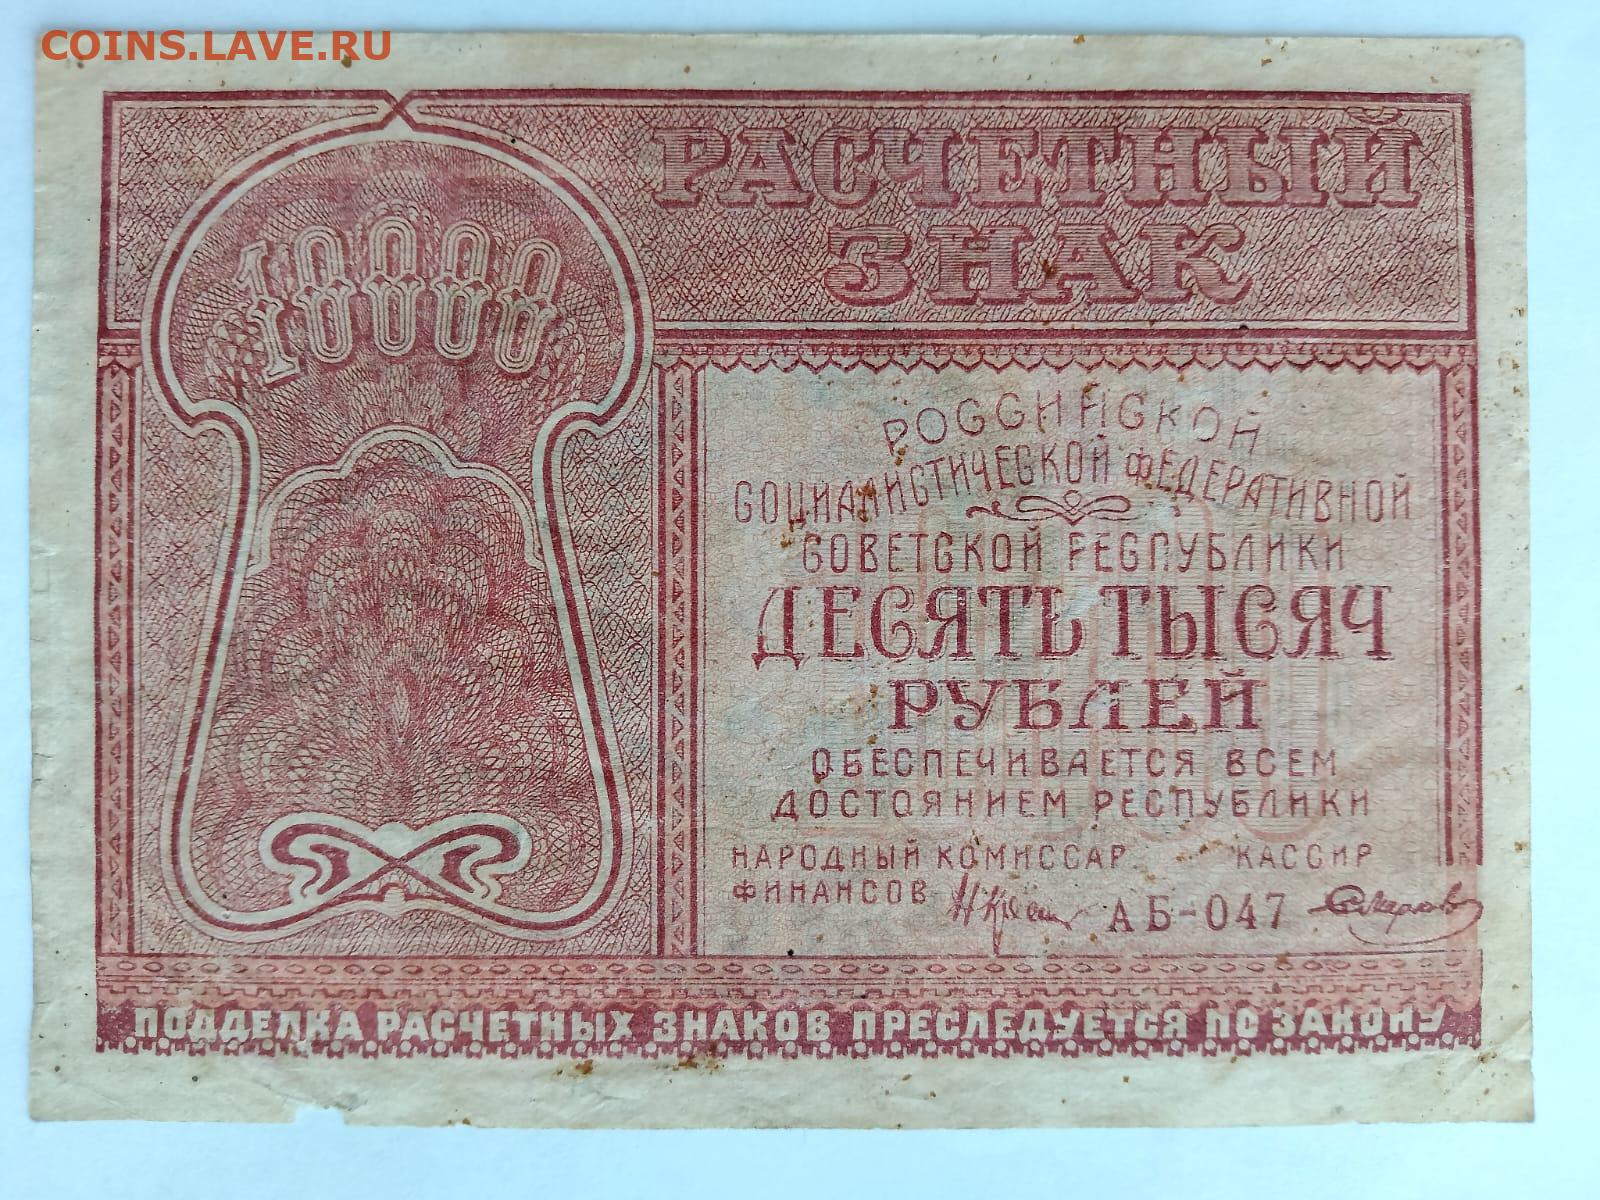 COINS.LAVE.RU
РАСЧЕТНЫЙ
ЗНАК
10000
РОССИЙСКОЙ
СОЦИАЛИСТИЧЕСКОЙ ФЕДЕРАТИВНОЙ
СОВЕТСКОЙ РЕСПУБЛИКИ
ДЕСЯТЬ ТЫСЯЧ
РУБЛЕЙ
ОБЕСПЕЧИВАЕТСЯ ВСЕМ
ДОСТОЯНИЕМ РЕСПУБЛИКИ
НАРОДНЫЙ КОМИССАР КАССИР
ФИНАНСОВ АБ-047
ПОДДЕЛКА РАСЧЕТНЫХ ЗНАКОВ ПРЕСЛЕДУЕТСЯ ПО ЗАКОНУ